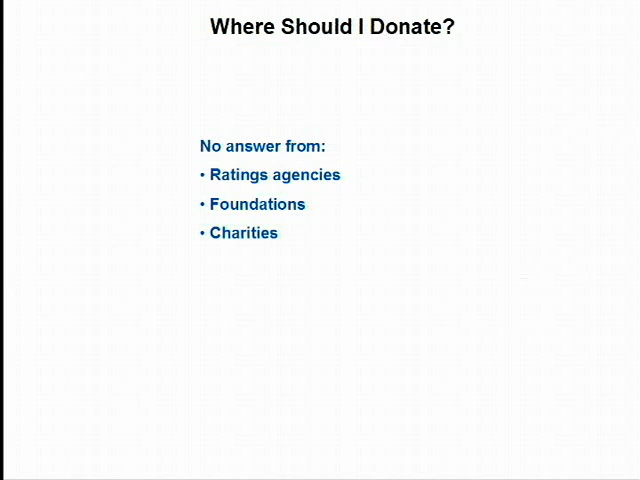 Where Should I Donate?
No answer from:
• Ratings agencies
• Foundations
• Charities